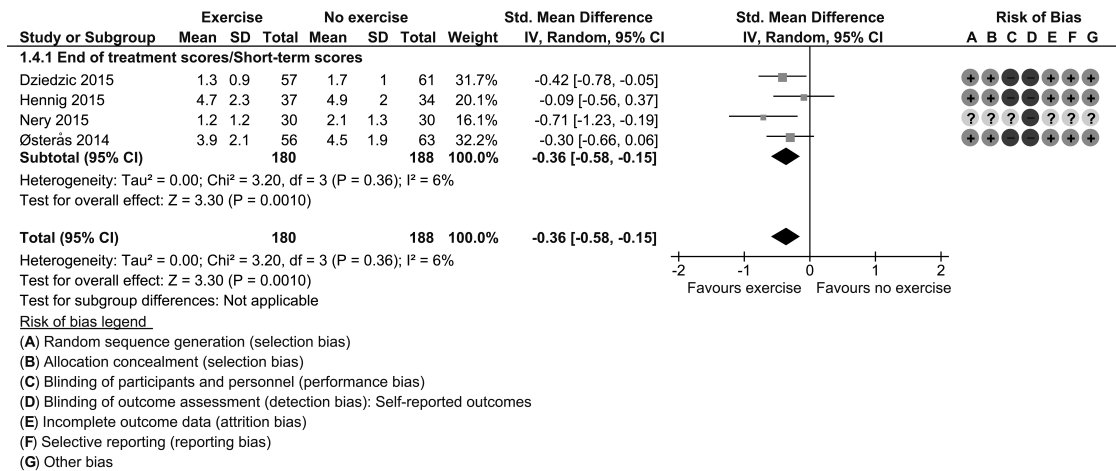 Exercise No exercise Std. Mean Difference Std. Mean Difference Risk of Bias
Study or Subgroup Mean SD Total Mean SD Total Weight IV, Random, 95% CI IV, Random, 95% CI A B C D E F G
1.4.1 End of treatment scores/Short-term scores
Dziedzic 2015 1.3 0.9 57 1.7 1 61 31.7% -0.42 [-0.78, -0.05] + + − − + + +
Hennig 2015 4.7 2.3 37 4.9 2 34 20.1% -0.09 [-0.56, 0.37] + + − − + + +
Nery 2015 1.2 1.2 30 2.1 1.3 30 16.1% -0.71 [-1.23, -0.19] ? ? ? − ? ? ?
Østerås 2014 3.9 2.1 56 4.5 1.9 63 32.2% -0.30 [-0.66, 0.06] + + − − + + +
Subtotal (95% CI) 180 188 100.0% -0.36 [-0.58, -0.15]
Heterogeneity: Tau² = 0.00; Chi² = 3.20, df = 3 (P = 0.36); I² = 6%
Test for overall effect: Z = 3.30 (P = 0.0010)
Total (95% CI) 180 188 100.0% -0.36 [-0.58, -0.15]
Heterogeneity: Tau² = 0.00; Chi² = 3.20, df = 3 (P = 0.36); I² = 6%
Test for overall effect: Z = 3.30 (P = 0.0010)
Test for subgroup differences: Not applicable
-2 -1 0 1 2
Favours exercise Favours no exercise
Risk of bias legend
(A) Random sequence generation (selection bias)
(B) Allocation concealment (selection bias)
(C) Blinding of participants and personnel (performance bias)
(D) Blinding of outcome assessment (detection bias): Self-reported outcomes
(E) Incomplete outcome data (attrition bias)
(F) Selective reporting (reporting bias)
(G) Other bias